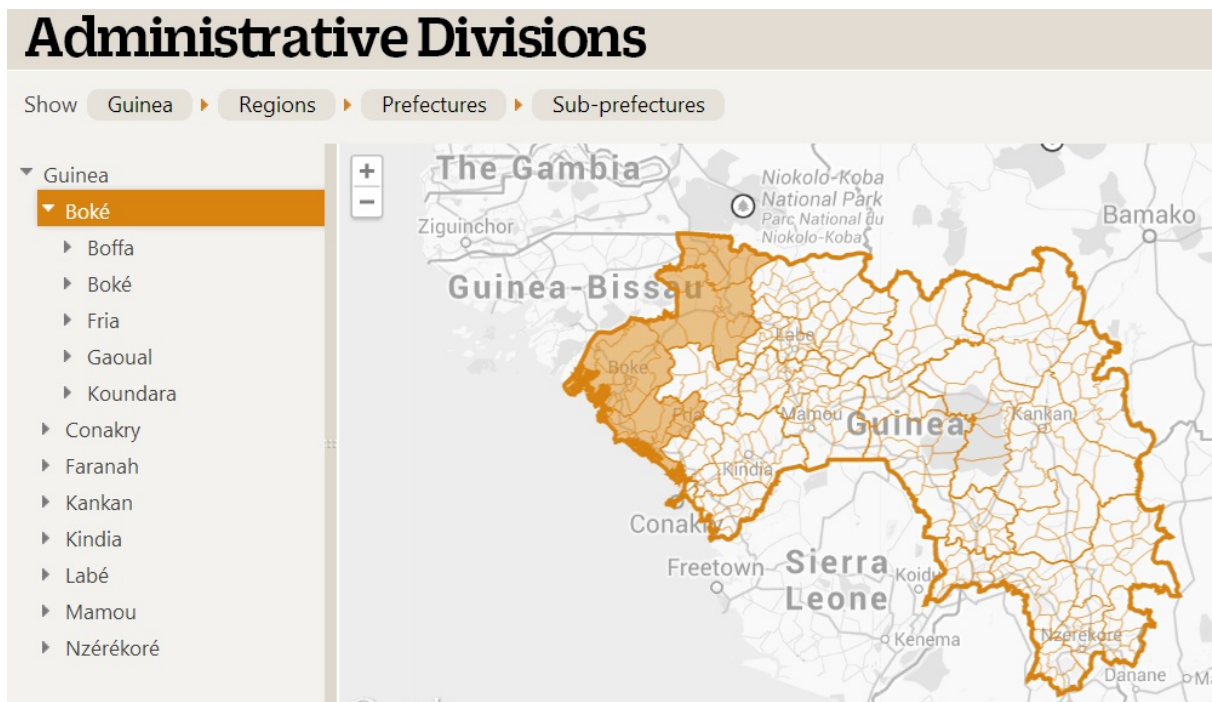 Administrative Divisions
Show Guinea Regions Prefectures Sub-prefectures
Guinea
Boké
Boffa
Boké
Fria
Gaoual
Koundara
Conakry
Faranah
Kankan
Kindia
Labé
Mamou
Nzérékoré
+
−
The Gambia
Niokolo-Koba
National Park
Parc National du
Niokolo-Koba
Ziguinchor
Bamako
Guinea-Bissau
Labe
Boke
Fria
Mamou
Guinea
Kankan
Kindia
Conakry
Freetown
Sierra
Leone
Koidu
Kenema
Nzerekore
Danane